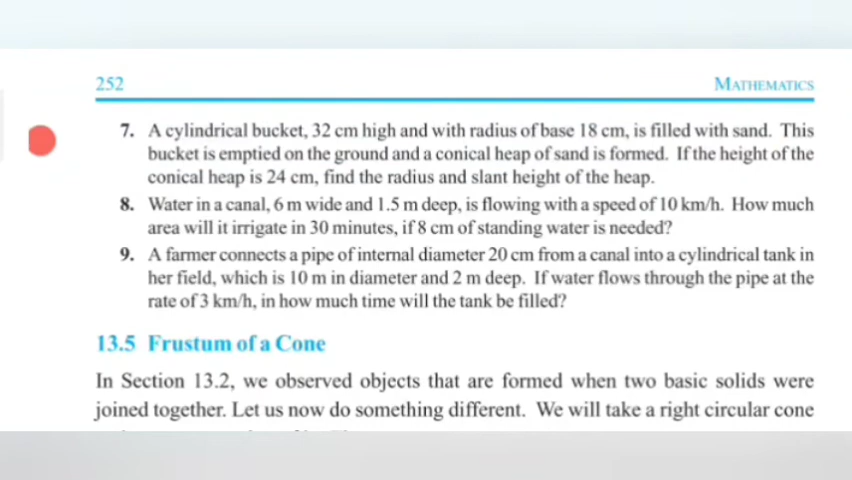 252
MATHEMATICS
7. A cylindrical bucket, 32 cm high and with radius of base 18 cm, is filled with sand. This
bucket is emptied on the ground and a conical heap of sand is formed. If the height of the
conical heap is 24 cm, find the radius and slant height of the heap.
8. Water in a canal, 6 m wide and 1.5 m deep, is flowing with a speed of 10 km/h. How much
area will it irrigate in 30 minutes, if 8 cm of standing water is needed?
9. A farmer connects a pipe of internal diameter 20 cm from a canal into a cylindrical tank in
her field, which is 10 m in diameter and 2 m deep. If water flows through the pipe at the
rate of 3 km/h, in how much time will the tank be filled?
13.5 Frustum of a Cone
In Section 13.2, we observed objects that are formed when two basic solids were
joined together. Let us now do something different. We will take a right circular cone